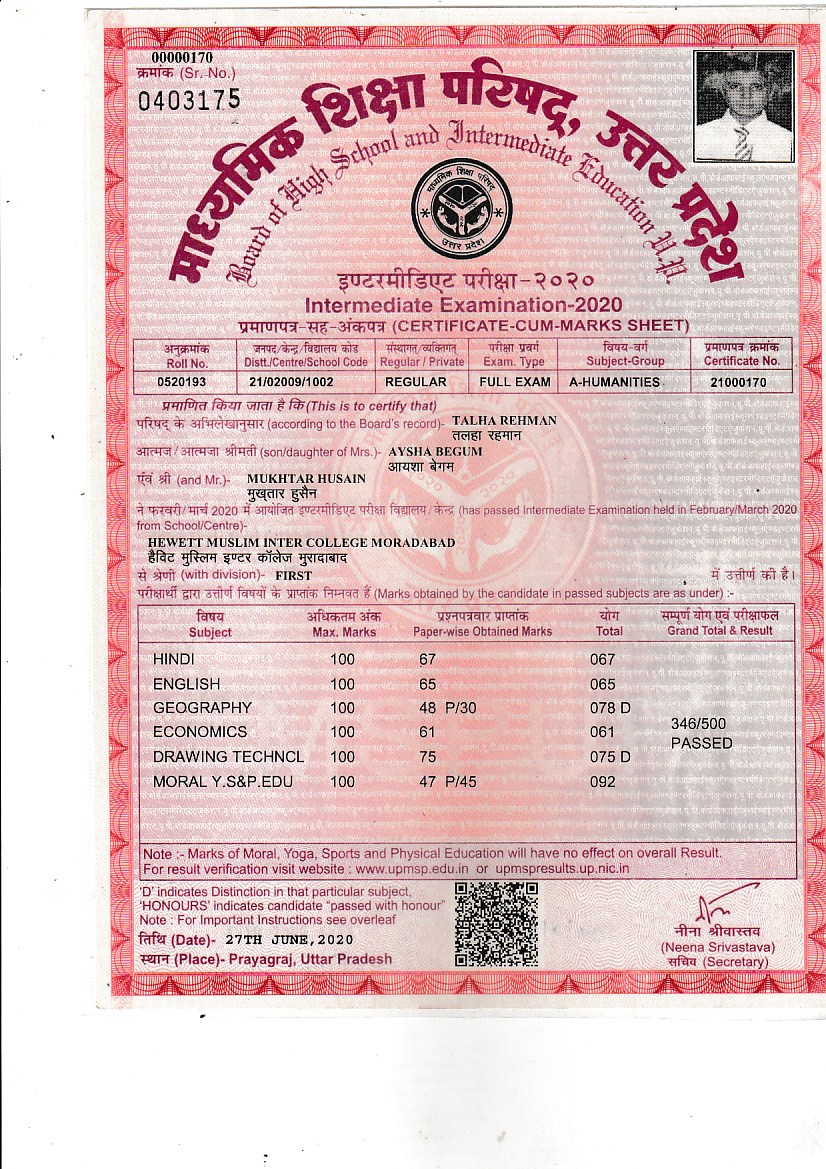 00000170
क्रमांक (Sr. No.)
0403175
माध्यमिक शिक्षा परिषद्, उत्तर प्रदेश
Board of High School and Intermediate Education U.P.
माध्यमिक शिक्षा परिषद
उत्तर प्रदेश
इण्टरमीडिएट परीक्षा-२०२०
Intermediate Examination-2020
प्रमाणपत्र-सह-अंकपत्र (CERTIFICATE-CUM-MARKS SHEET)
अनुक्रमांक जनपद/केन्द्र/विद्यालय कोड संस्थागत/व्यक्तिगत परीक्षा प्रवर्ग विषय-वर्ग प्रमाणपत्र क्रमांक
Roll No. Distt./Centre/School Code Regular / Private Exam. Type Subject-Group Certificate No.
0520193 21/02009/1002 REGULAR FULL EXAM A-HUMANITIES 21000170
प्रमाणित किया जाता है कि (This is to certify that)
परिषद् के अभिलेखानुसार (according to the Board's record)- TALHA REHMAN
तलहा रहमान
आत्मज/आत्मजा श्रीमती (son/daughter of Mrs.)- AYSHA BEGUM
आयशा बेगम
एंवं श्री (and Mr.)- MUKHTAR HUSAIN
मुख़्तार हुसैन
ने फरवरी/मार्च 2020 में आयोजित इण्टरमीडिएट परीक्षा विद्यालय/केन्द्र (has passed Intermediate Examination held in February/March 2020
from School/Centre)-
HEWETT MUSLIM INTER COLLEGE MORADABAD
हैविट मुस्लिम इण्टर कॉलेज मुरादाबाद
से श्रेणी (with division)- FIRST में उत्तीर्ण की है।
परीक्षार्थी द्वारा उत्तीर्ण विषयों के प्राप्तांक निम्नवत हैं (Marks obtained by the candidate in passed subjects are as under) :-
विषय अधिकतम अंक प्रश्नपत्रवार प्राप्तांक योग सम्पूर्ण योग एवं परीक्षाफल
Subject Max. Marks Paper-wise Obtained Marks Total Grand Total & Result
HINDI 100 67 067
ENGLISH 100 65 065
GEOGRAPHY 100 48 P/30 078 D
346/500
ECONOMICS 100 61 061
PASSED
DRAWING TECHNCL 100 75 075 D
MORAL Y.S&P.EDU 100 47 P/45 092
Note :- Marks of Moral, Yoga, Sports and Physical Education will have no effect on overall Result.
For result verification visit website : www.upmsp.edu.in or upmspresults.up.nic.in
'D' indicates Distinction in that particular subject,
'HONOURS' indicates candidate "passed with honour"
Note : For Important Instructions see overleaf
तिथि (Date)- 27TH JUNE,2020
स्थान (Place)- Prayagraj, Uttar Pradesh
नीना श्रीवास्तव
(Neena Srivastava)
सचिव (Secretary)